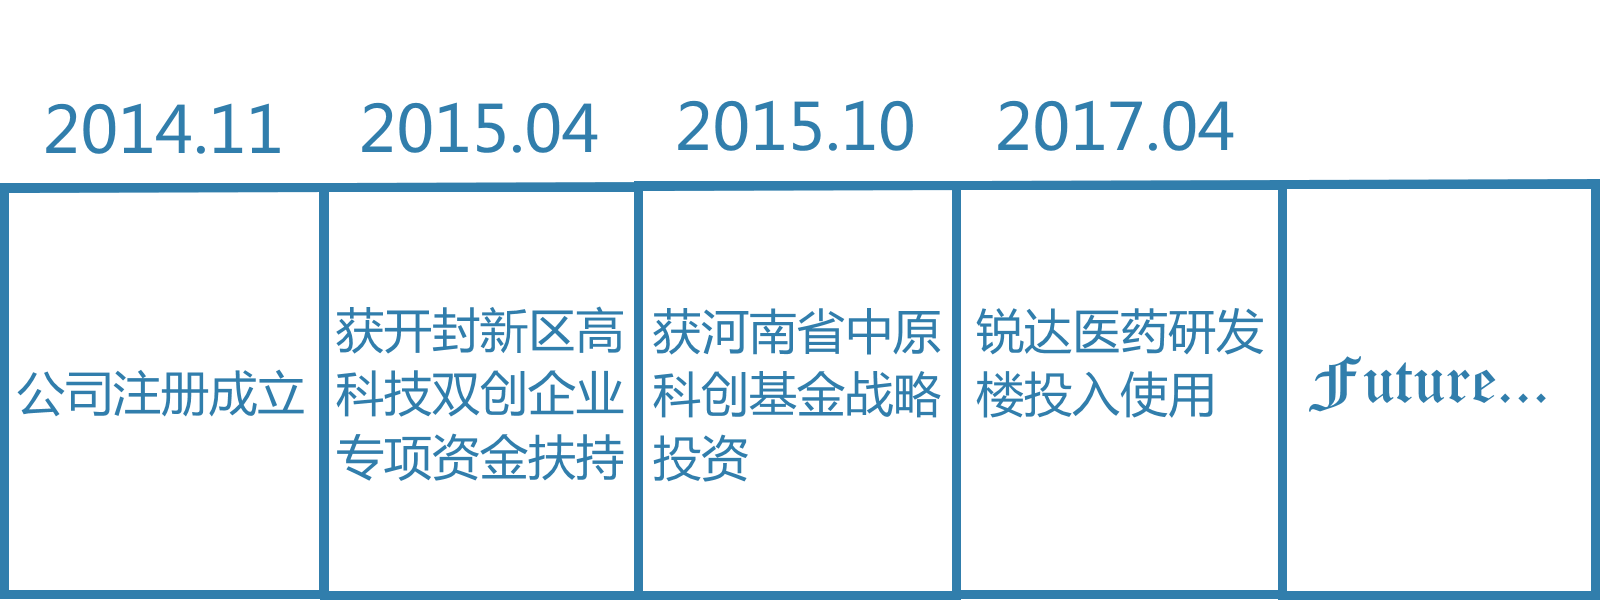 2014.11
2015.04
2015.10
2017.04
公司注册成立
获开封新区高
科技双创企业
专项资金扶持
获河南省中原
科创基金战略
投资
锐达医药研发
楼投入使用
Future...